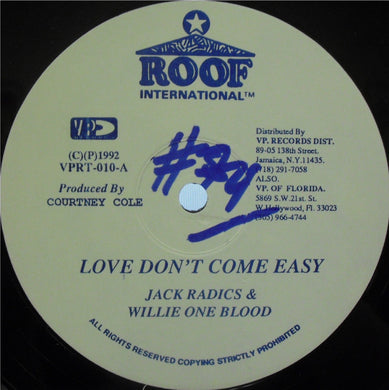 ROOF
INTERNATIONAL™
VPR
(C)(P)1992
VPRT-010-A
Produced By
COURTNEY COLE
Distributed By
VP. RECORDS DIST.
89-05 138th Street.
Jamaica, N.Y.11435.
(718) 291-7058
ALSO.
VP. OF FLORIDA.
5869 S.W.21st. St.
W.Hollywood, Fl. 33023
(305) 966-4744
LOVE DON'T COME EASY
JACK RADICS &
WILLIE ONE BLOOD
ALL RIGHTS RESERVED COPYING STRICTLY PROHIBITED